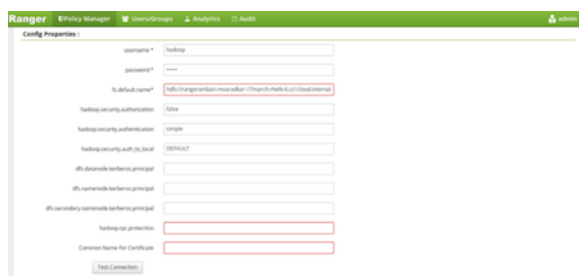 Ranger Policy Manager Users/Groups Analytics Audit admin
Config Properties :
username * hadoop
password * •••••
fs.default.name*
hadoop.security.authorization false
hadoop.security.authentication simple
hadoop.security.auth_to_local DEFAULT
dfs.datanode.kerberos.principal
dfs.namenode.kerberos.principal
dfs.secondary.namenode.kerberos.principal
hadoop.rpc.protection
Common Name For Certificate
Test Connection